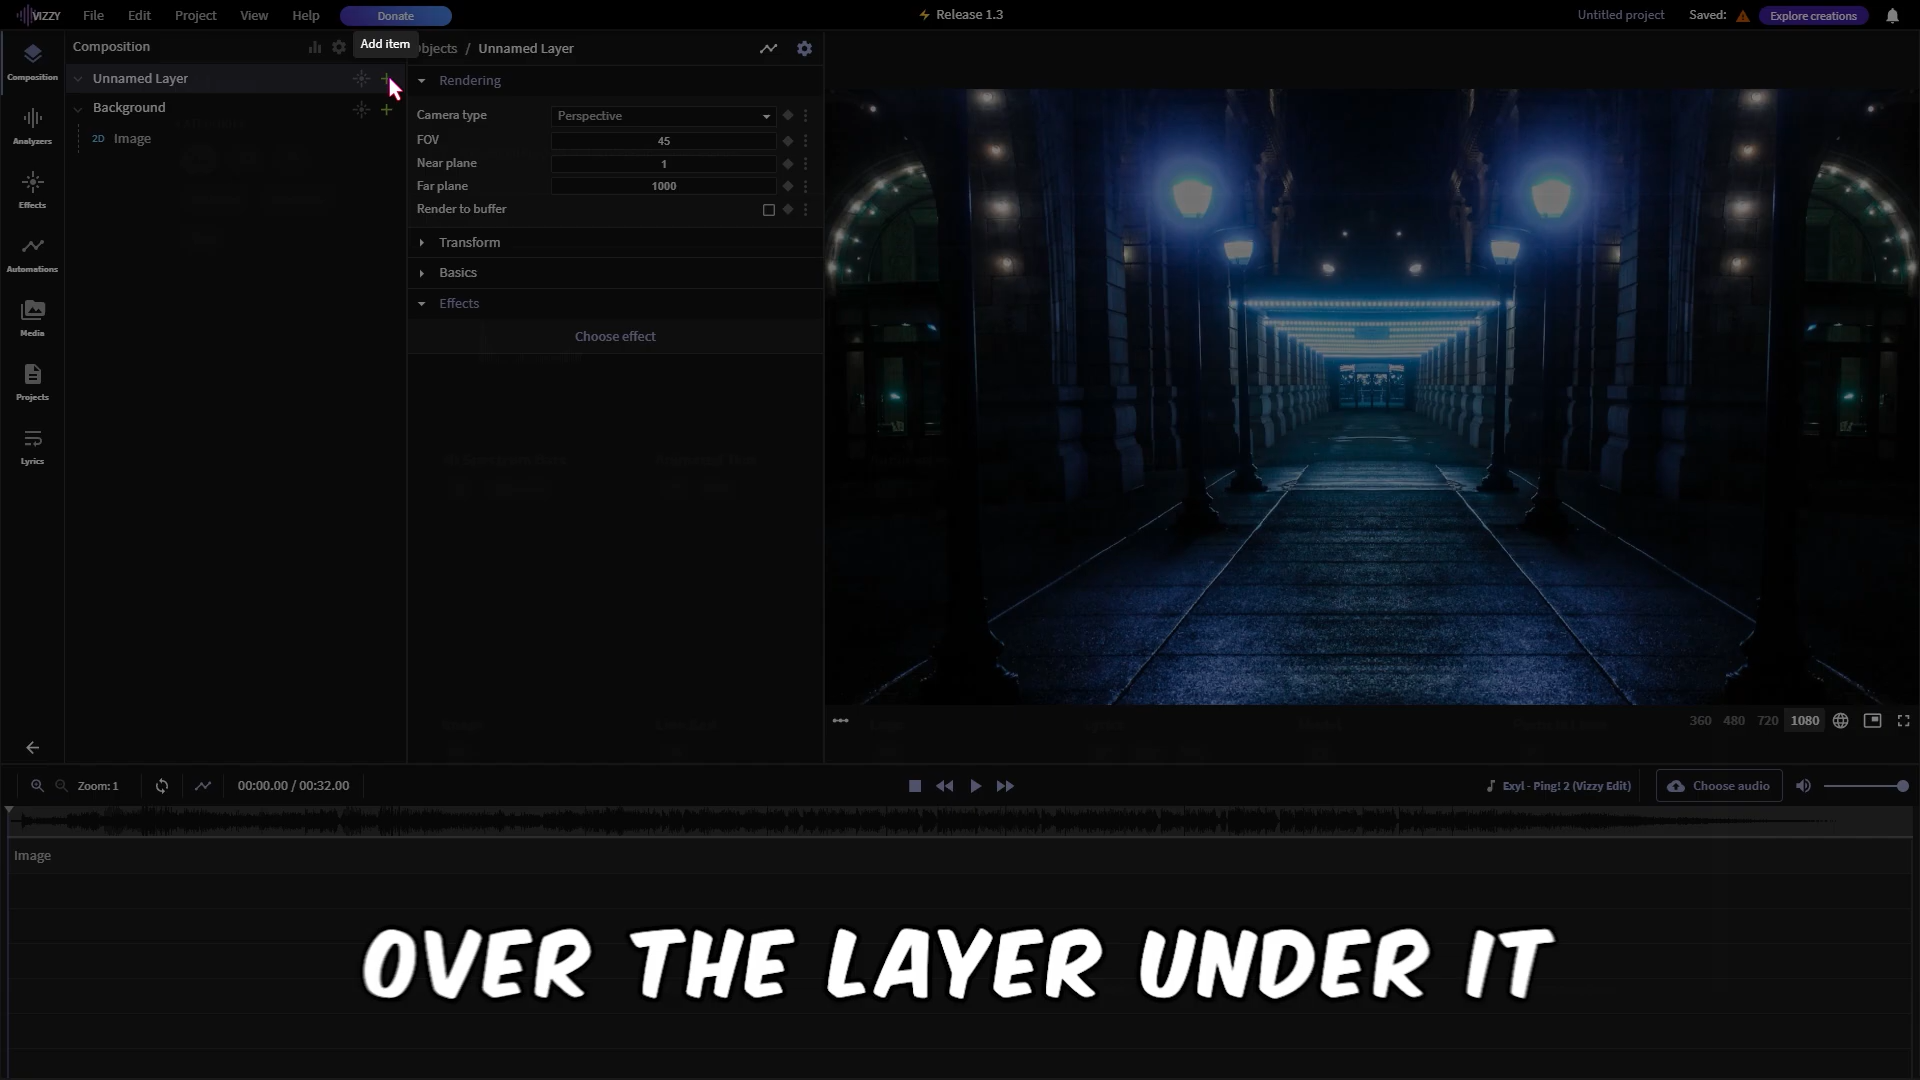 VIZZY File Edit Project View Help Donate
Release 1.3
Untitled project Saved: Explore creations
Composition
Add item
Objects / Unnamed Layer
Composition
Unnamed Layer
Background
2D Image
Analyzers
Effects
Automations
Media
Projects
Lyrics
Rendering
Camera type Perspective
FOV 45
Near plane 1
Far plane 1000
Render to buffer
Transform
Basics
Effects
Choose effect
360 480 720 1080
Zoom: 1 00:00.00 / 00:32.00
Exyl - Ping! 2 (Vizzy Edit) Choose audio
Image
OVER THE LAYER UNDER IT